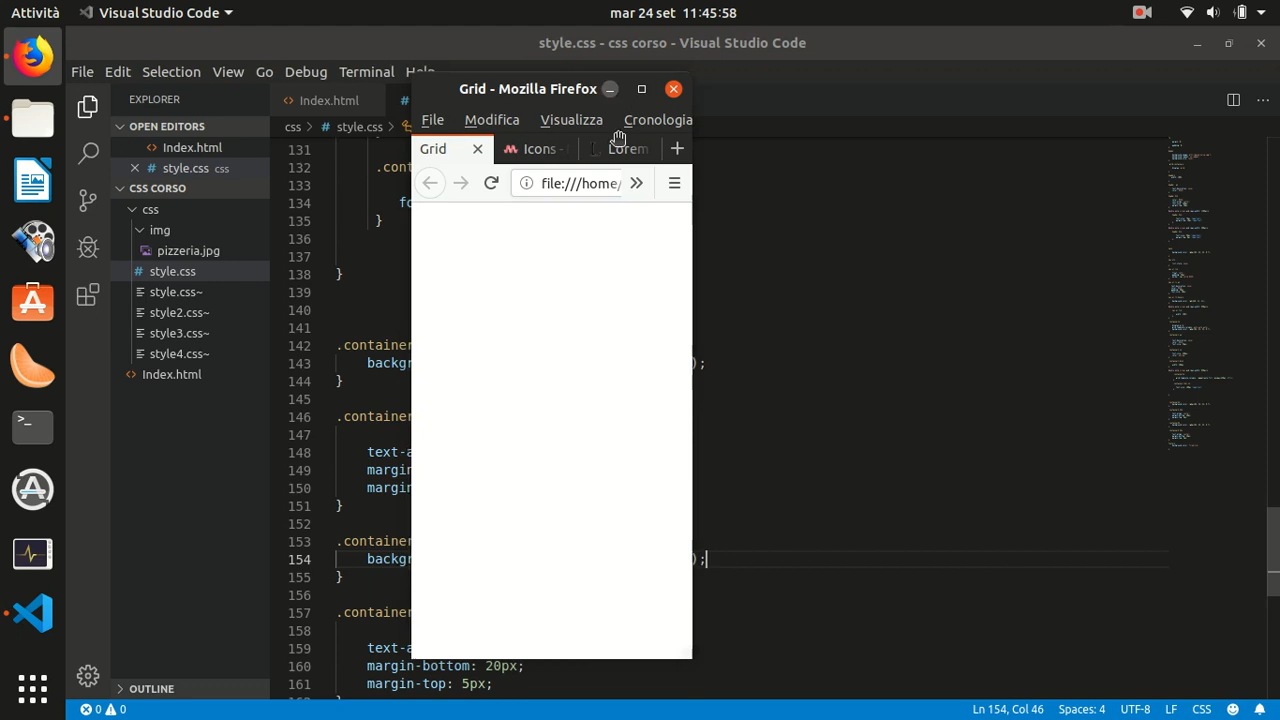 Attività
Visual Studio Code
mar 24 set 11:45:58
style.css - css corso - Visual Studio Code
File Edit Selection View Go Debug Terminal Help
EXPLORER
OPEN EDITORS
Index.html
style.css
CSS CORSO
css
img
pizzeria.jpg
style.css
style.css~
style2.css~
style3.css~
style4.css~
Index.html
OUTLINE
Index.html
css
style.css
Grid - Mozilla Firefox
File Modifica Visualizza Cronologia
Grid
Icons -
Lorem
file:///home/
131
132 .con
133
134 fo
135 }
136
137
138 }
139
140
141
142 .container
143 backgr );
144 }
145
146 .container
147
148 text-a
149 margin
150 margin
151 }
152
153 .container
154 backgr );
155 }
156
157 .container
158
159 text-a
160 margin-bottom: 20px;
161 margin-top: 5px;
0 0
Ln 154, Col 46 Spaces: 4 UTF-8 LF CSS